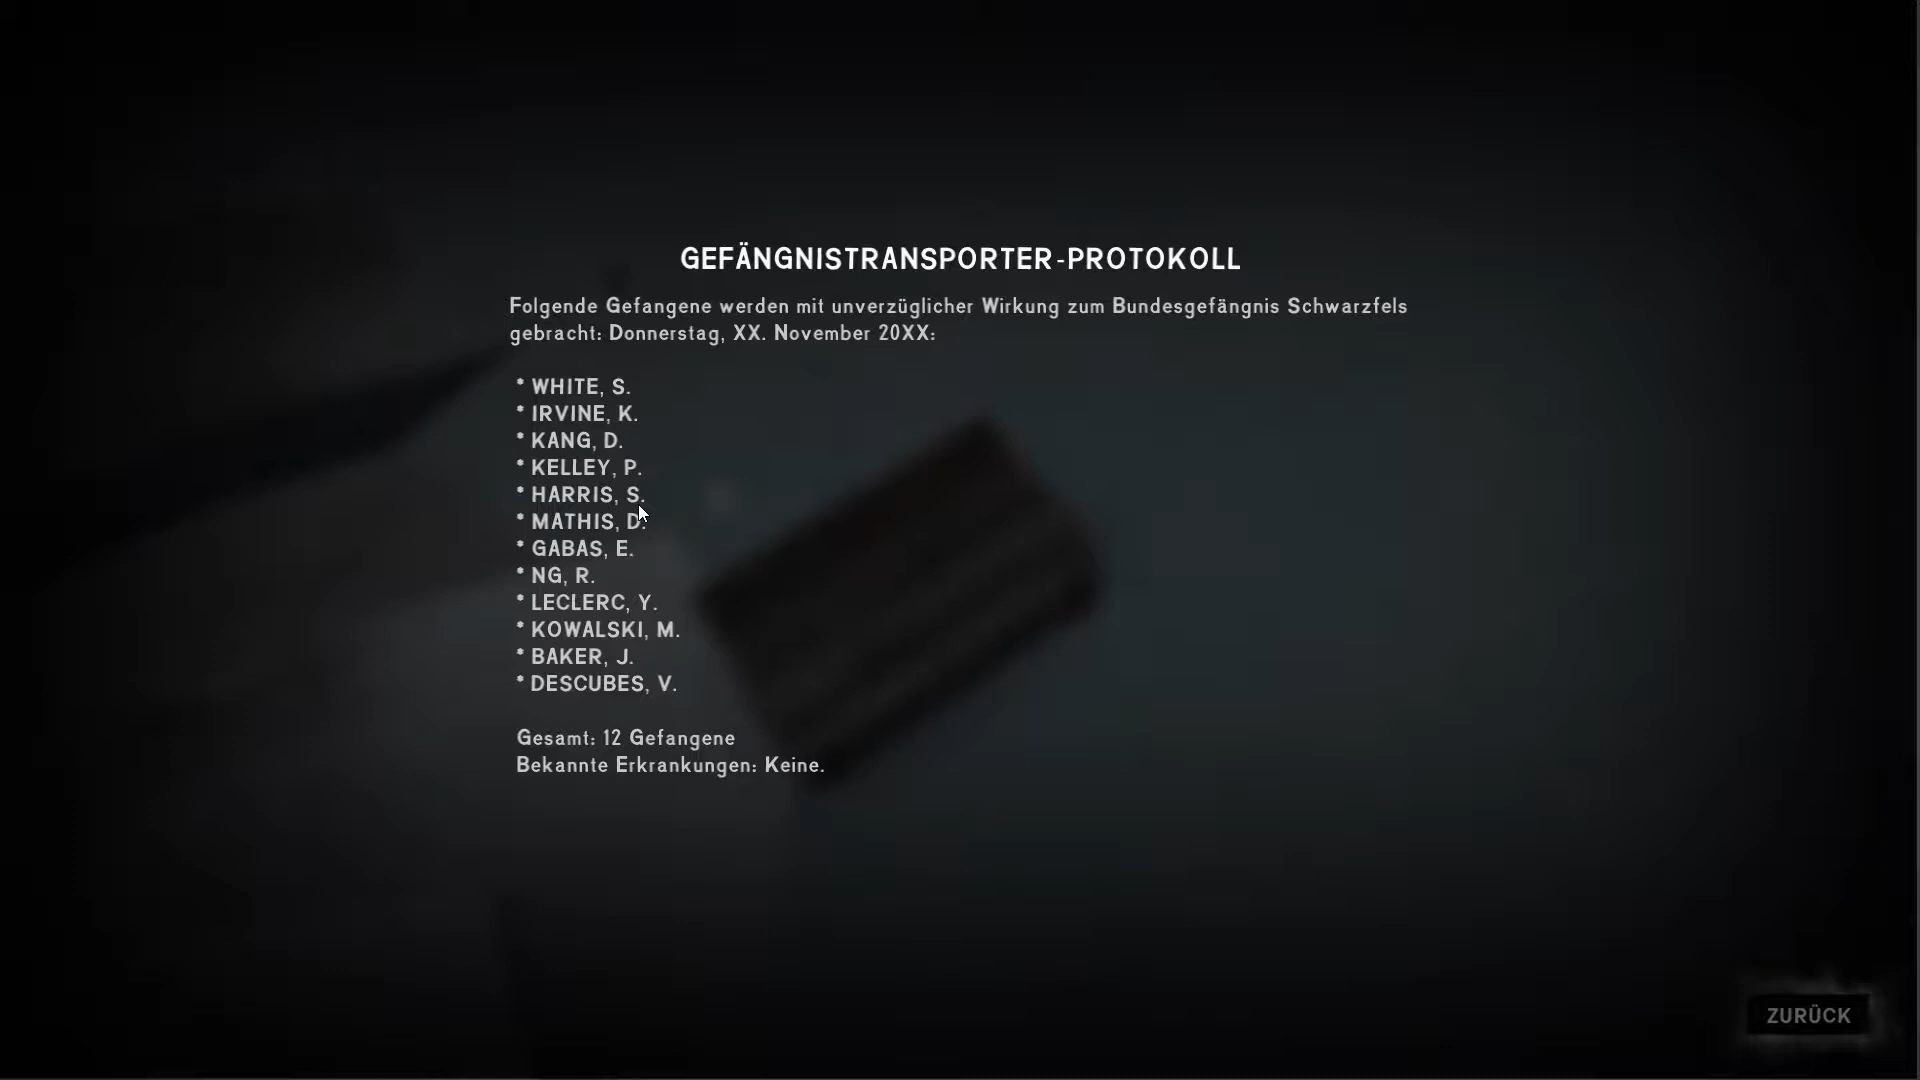 GEFÄNGNISTRANSPORTER-PROTOKOLL
Folgende Gefangene werden mit unverzüglicher Wirkung zum Bundesgefängnis Schwarzfels
gebracht: Donnerstag, XX. November 20XX:
* WHITE, S.
* IRVINE, K.
* KANG, D.
* KELLEY, P.
* HARRIS, S.
* MATHIS, D.
* GABAS, E.
* NG, R.
* LECLERC, Y.
* KOWALSKI, M.
* BAKER, J.
* DESCUBES, V.
Gesamt: 12 Gefangene
Bekannte Erkrankungen: Keine.
ZURÜCK